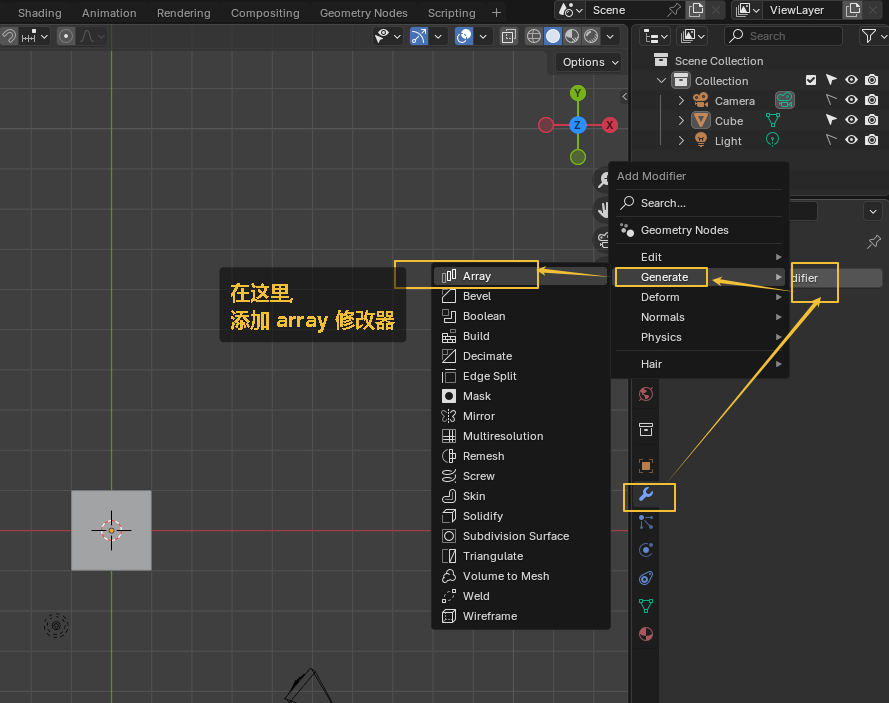 Shading Animation Rendering Compositing Geometry Nodes Scripting +
Scene
ViewLayer
Search
Options
Scene Collection
Collection
Camera
Cube
Light
Y
Z
X
Add Modifier
Search...
Geometry Nodes
Edit
Generate
Deform
Normals
Physics
Hair
difier
Array
Bevel
Boolean
Build
Decimate
Edge Split
Mask
Mirror
Multiresolution
Remesh
Screw
Skin
Solidify
Subdivision Surface
Triangulate
Volume to Mesh
Weld
Wireframe
在这里,
添加 array 修改器